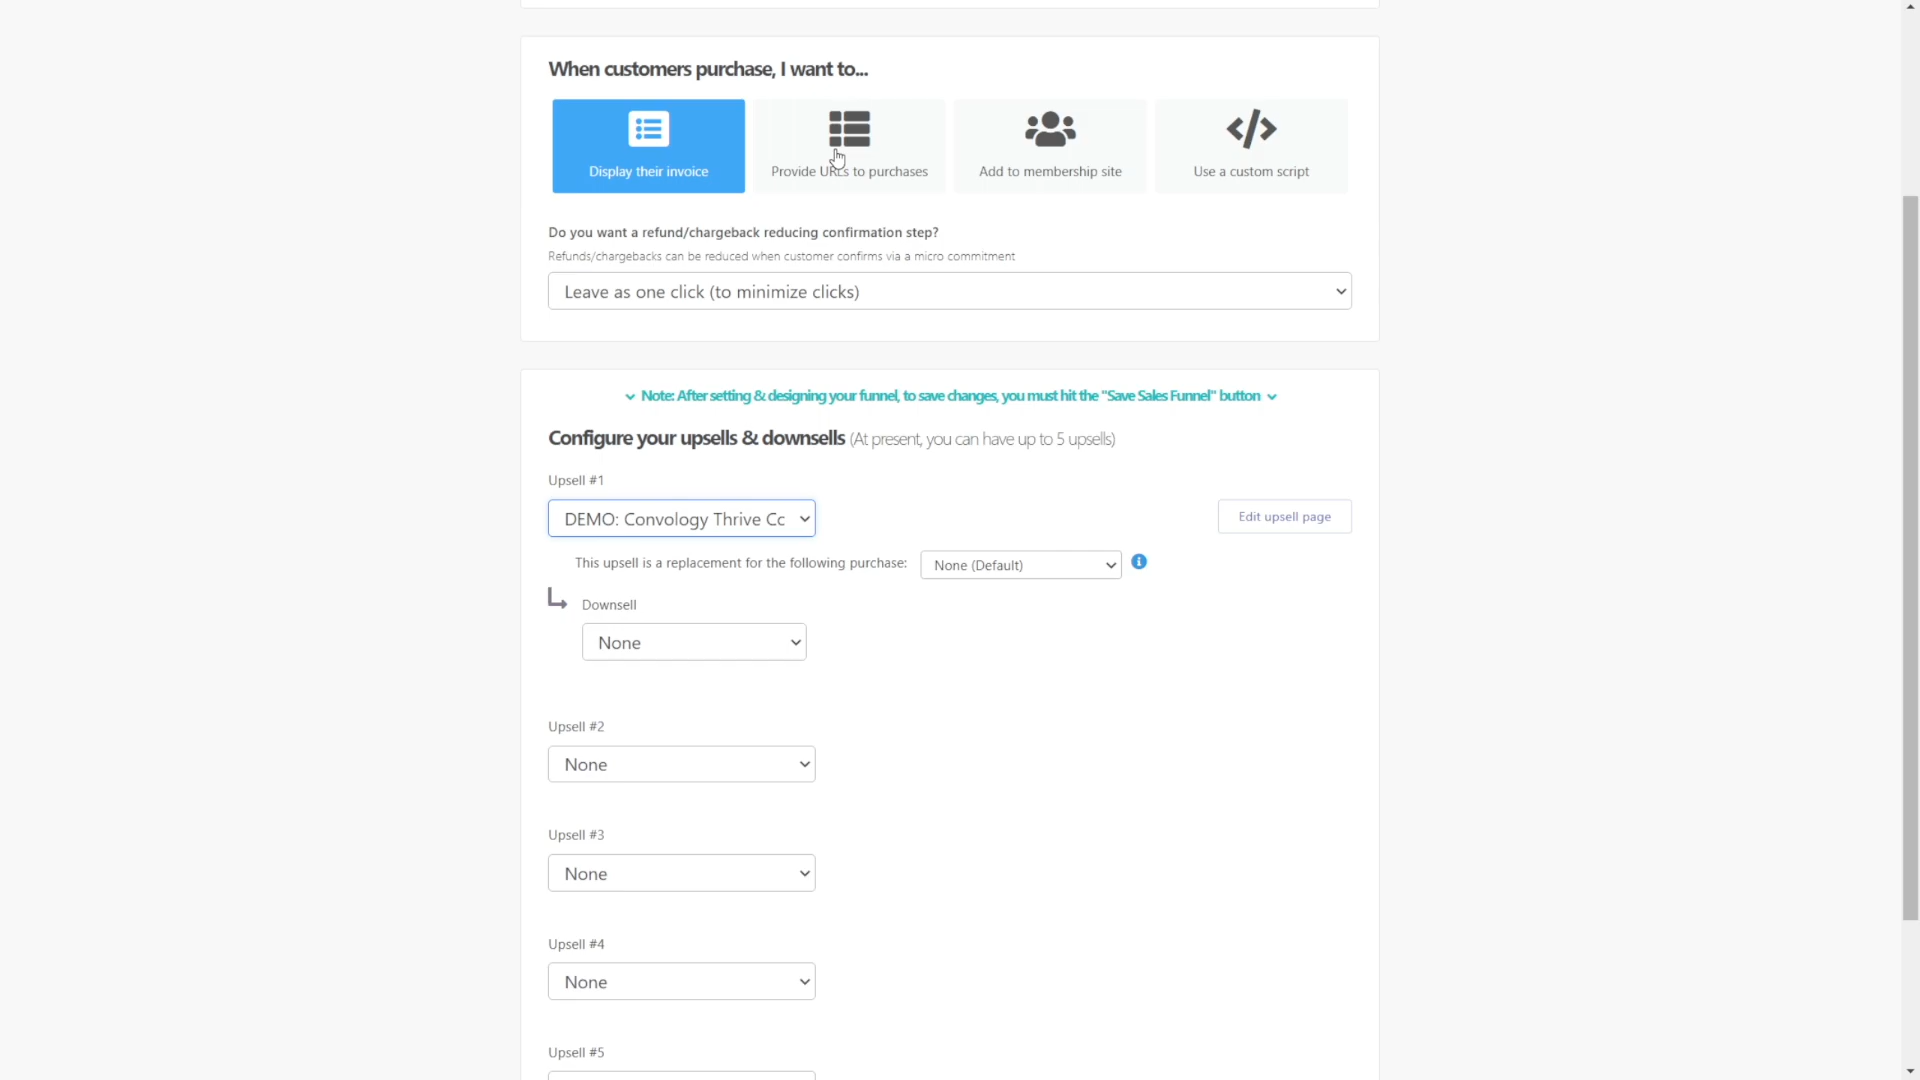 When customers purchase, I want to...
Display their invoice
Provide URLs to purchases
Add to membership site
Use a custom script
Do you want a refund/chargeback reducing confirmation step?
Refunds/chargebacks can be reduced when customer confirms via a micro commitment
Leave as one click (to minimize clicks)
Note: After setting & designing your funnel, to save changes, you must hit the "Save Sales Funnel" button
Configure your upsells & downsells (At present, you can have up to 5 upsells)
Upsell #1
DEMO: Convology Thrive Cc
Edit upsell page
This upsell is a replacement for the following purchase: None (Default)
Downsell
None
Upsell #2
None
Upsell #3
None
Upsell #4
None
Upsell #5